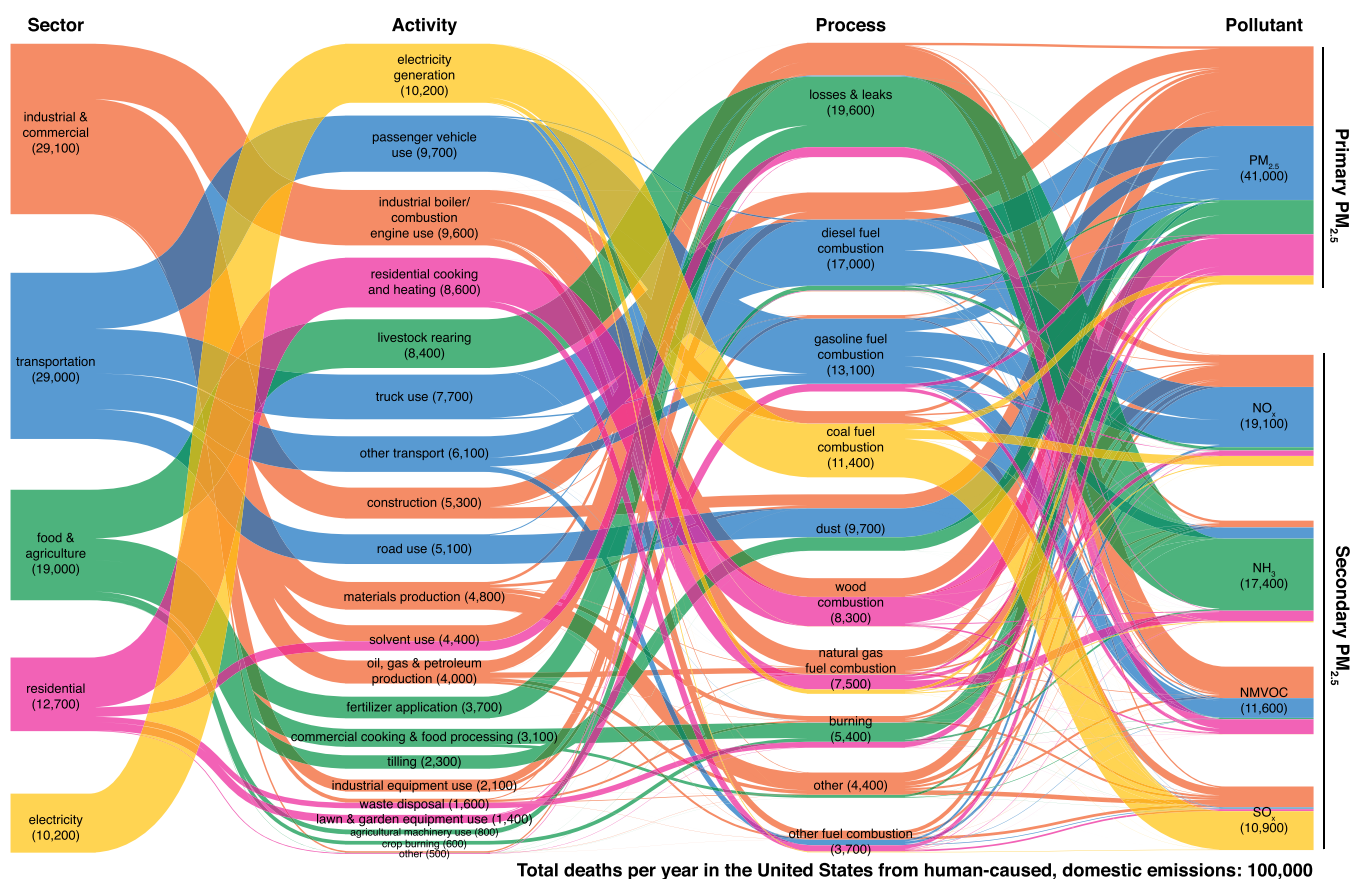 Sector
Activity
Process
Pollutant
industrial &
commercial
(29,100)
transportation
(29,000)
food &
agriculture
(19,000)
residential
(12,700)
electricity
(10,200)
electricity
generation
(10,200)
passenger vehicle
use (9,700)
industrial boiler/
combustion
engine use (9,600)
residential cooking
and heating (8,600)
livestock rearing
(8,400)
truck use (7,700)
other transport (6,100)
construction (5,300)
road use (5,100)
materials production (4,800)
solvent use (4,400)
oil, gas & petroleum
production (4,000)
fertilizer application (3,700)
commercial cooking & food processing (3,100)
tilling (2,300)
industrial equipment use (2,100)
waste disposal (1,600)
lawn & garden equipment use (1,400)
agricultural machinery use (800)
crop burning (600)
other (500)
losses & leaks
(19,600)
diesel fuel
combustion
(17,000)
gasoline fuel
combustion
(13,100)
coal fuel
combustion
(11,400)
dust (9,700)
wood
combustion
(8,300)
natural gas
fuel combustion
(7,500)
burning
(5,400)
other (4,400)
other fuel combustion
(3,700)
PM2.5
(41,000)
NOx
(19,100)
NH3
(17,400)
NMVOC
(11,600)
SOx
(10,900)
Primary PM2.5
Secondary PM2.5
Total deaths per year in the United States from human-caused, domestic emissions: 100,000